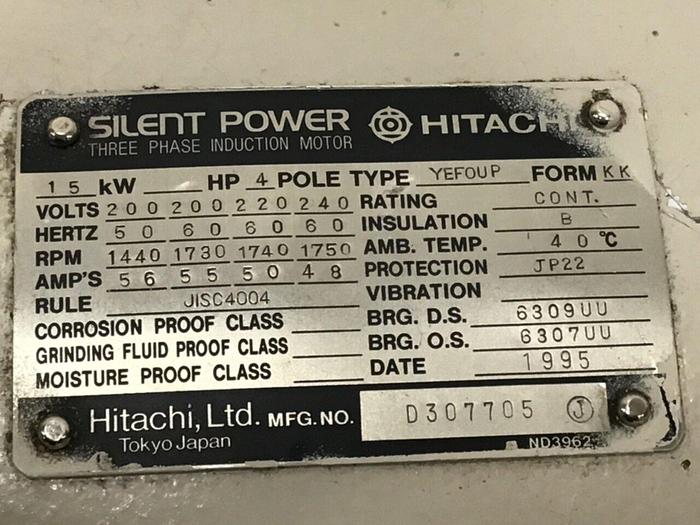 SILENT POWER HITACHI
THREE PHASE INDUCTION MOTOR
15 kW HP 4 POLE TYPE YEFOUP FORM KK
VOLTS 200 200 220 240 RATING CONT.
HERTZ 50 60 60 60 INSULATION B
RPM 1440 1730 1740 1750 AMB. TEMP. 40 °C
AMP'S 56 55 50 48 PROTECTION JP22
RULE JISC4004 VIBRATION
CORROSION PROOF CLASS BRG. D.S. 6309UU
GRINDING FLUID PROOF CLASS BRG. O.S. 6307UU
MOISTURE PROOF CLASS DATE 1995
Hitachi, Ltd. MFG.NO. D307705 J
Tokyo Japan ND3962